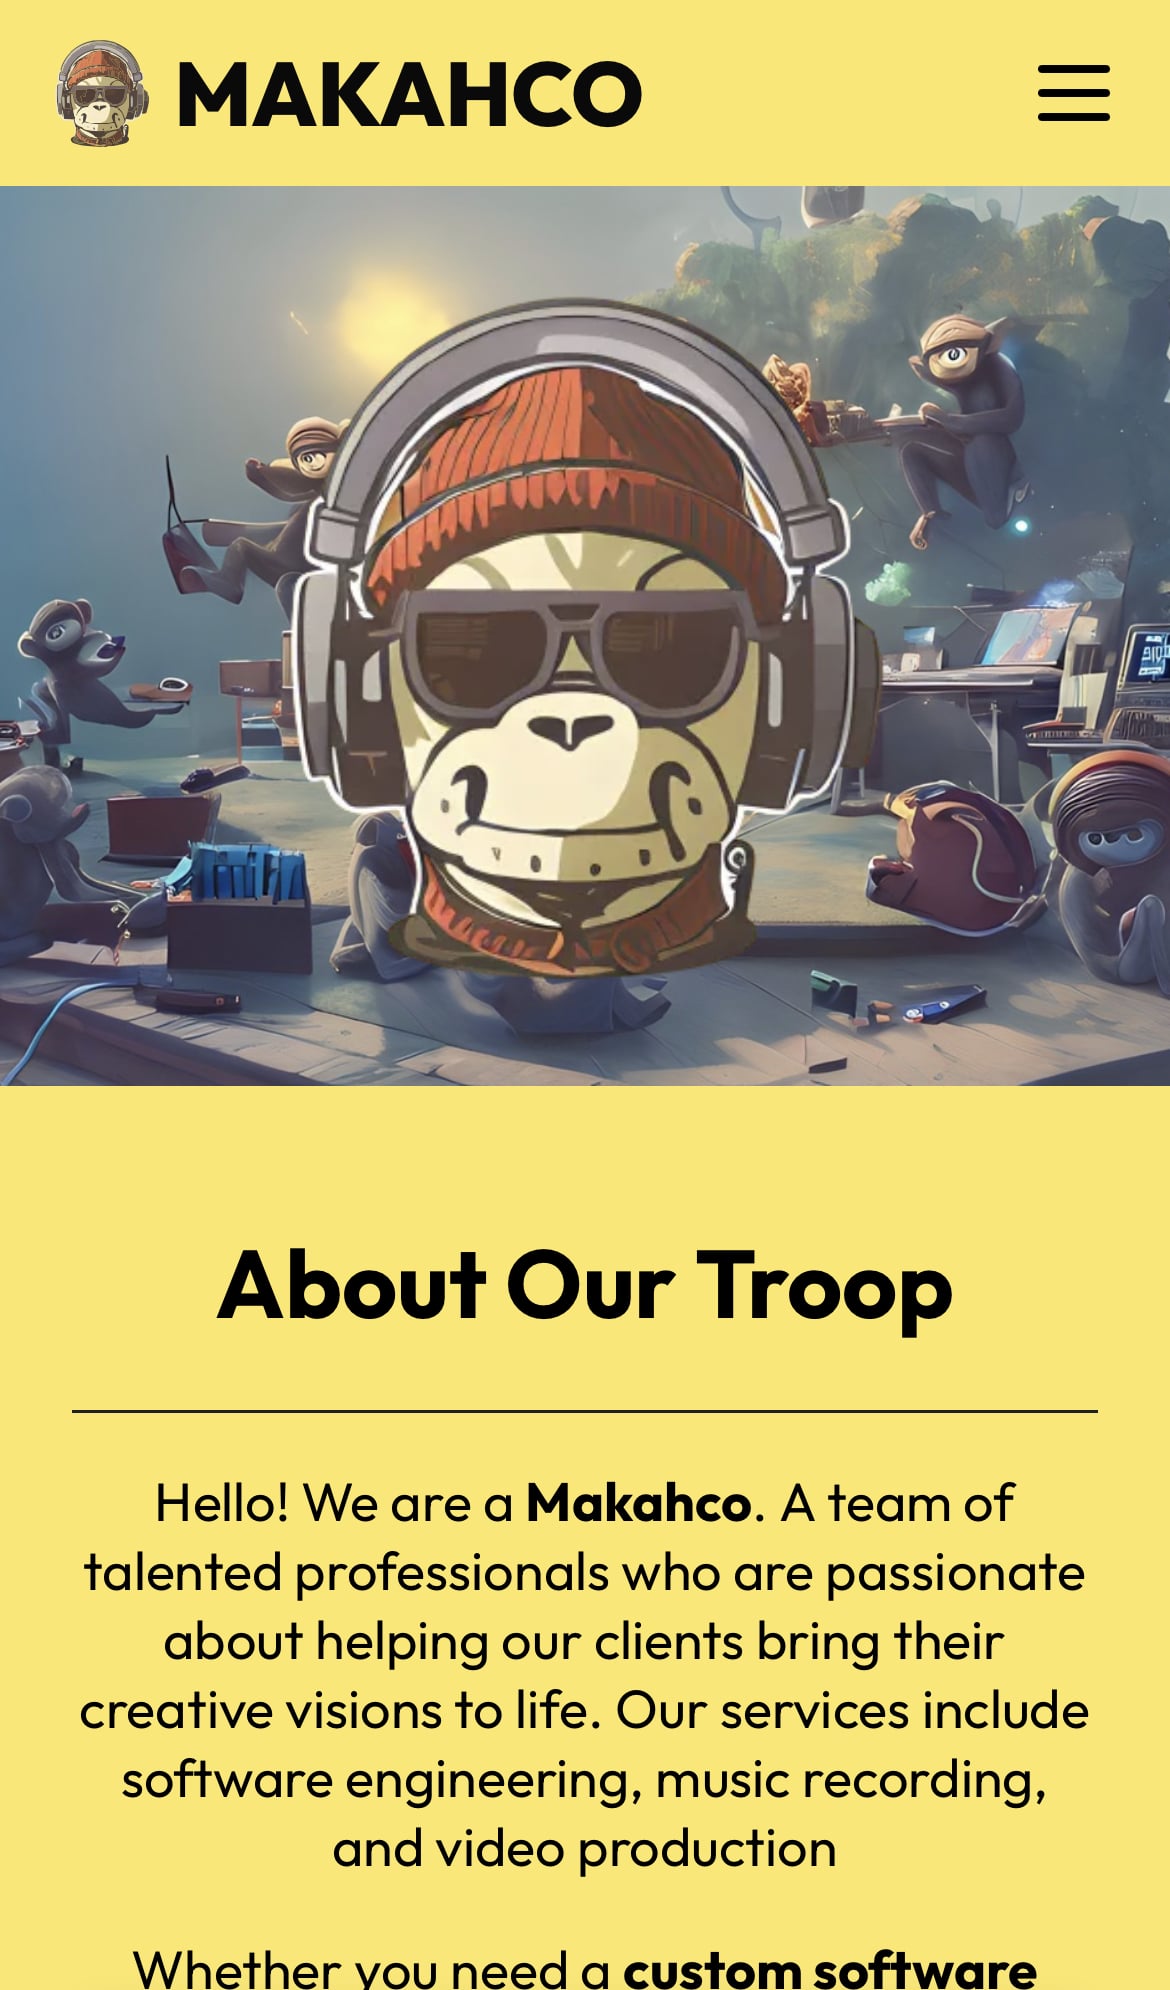 MAKAHCO
About Our Troop
Hello! We are a Makahco. A team of
talented professionals who are passionate
about helping our clients bring their
creative visions to life. Our services include
software engineering, music recording,
and video production
Whether you need a custom software